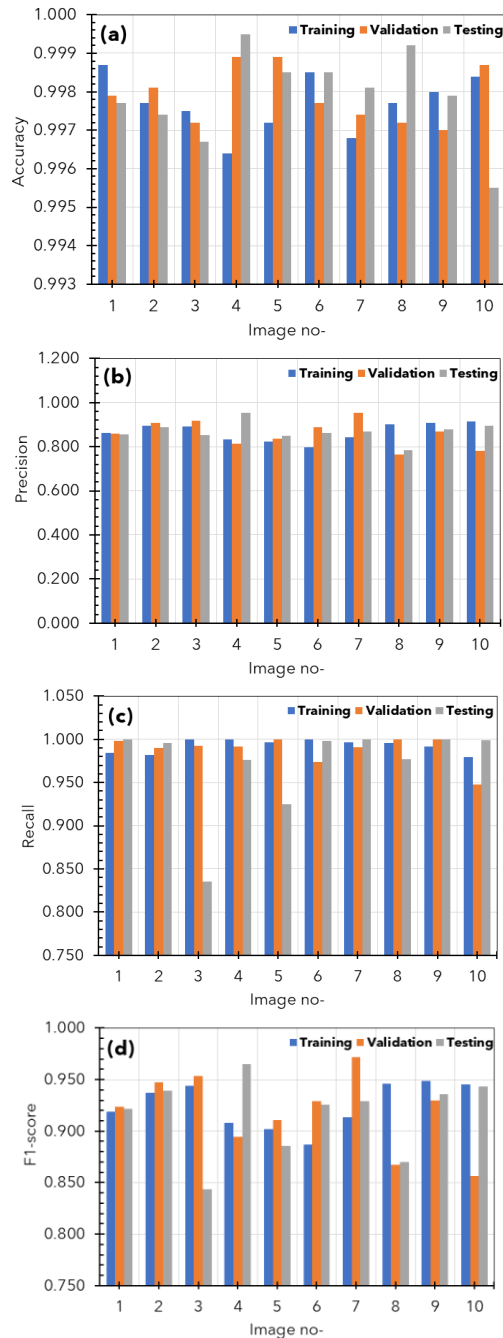 (a)
Training Validation Testing
1.000
0.999
0.998
0.997
0.996
0.995
0.994
0.993
Accuracy
1 2 3 4 5 6 7 8 9 10
Image no-
(b)
Training Validation Testing
1.200
1.000
0.800
0.600
0.400
0.200
0.000
Precision
1 2 3 4 5 6 7 8 9 10
Image no-
(c)
Training Validation Testing
1.050
1.000
0.950
0.900
0.850
0.800
0.750
Recall
1 2 3 4 5 6 7 8 9 10
Image no-
(d)
Training Validation Testing
1.000
0.950
0.900
0.850
0.800
0.750
F1-score
1 2 3 4 5 6 7 8 9 10
Image no-